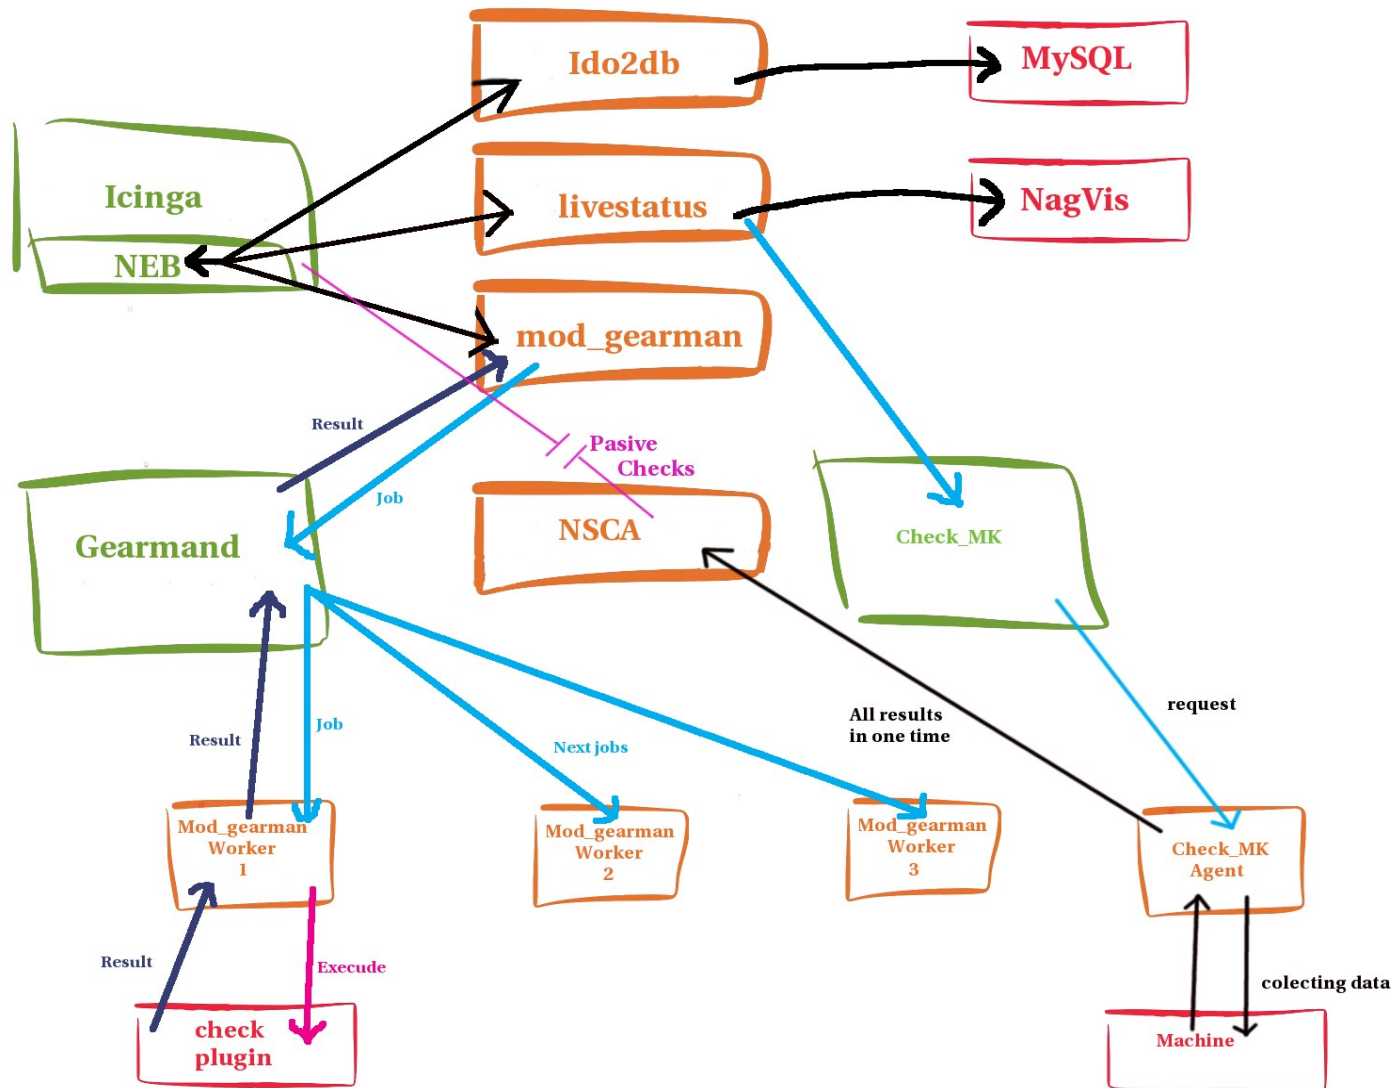 Ido2db
MySQL
Icinga
livestatus
NagVis
NEB
mod_gearman
Result
Pasive
Checks
Job
NSCA
Gearmand
Check_MK
request
All results
in one time
Job
Result
Next jobs
Mod_gearman
Worker
1
Mod_gearman
Worker
2
Mod_gearman
Worker
3
Check_MK
Agent
Result
Execude
colecting data
check
plugin
Machine